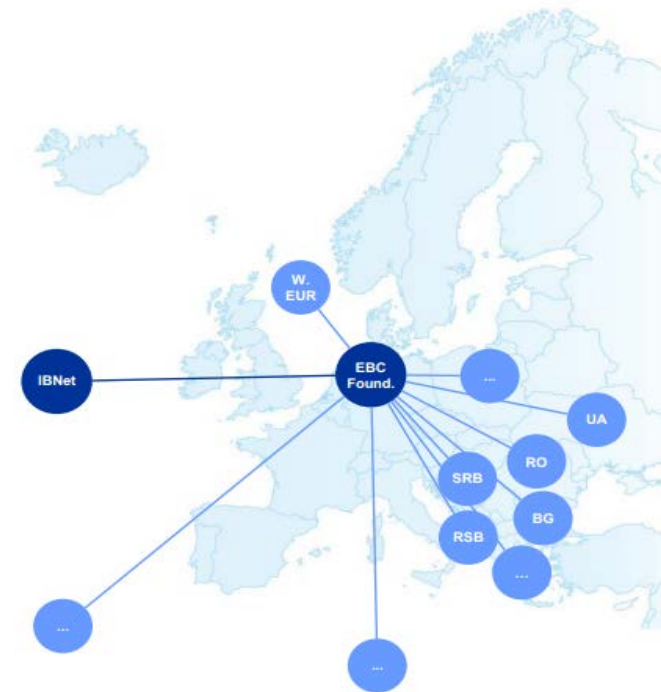 W.
EUR
IBNet
EBC
Found.
...
UA
RO
SRB
BG
RSB
...
...
...